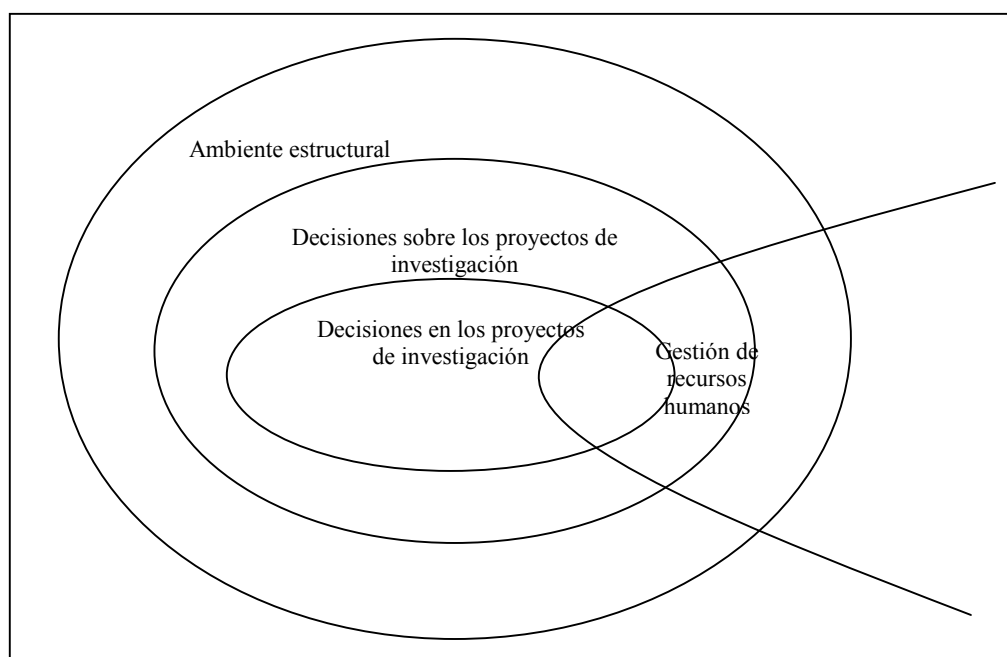 Ambiente estructural
Decisiones sobre los proyectos de
investigación
Decisiones en los proyectos
de investigación
Gestión de
recursos
humanos